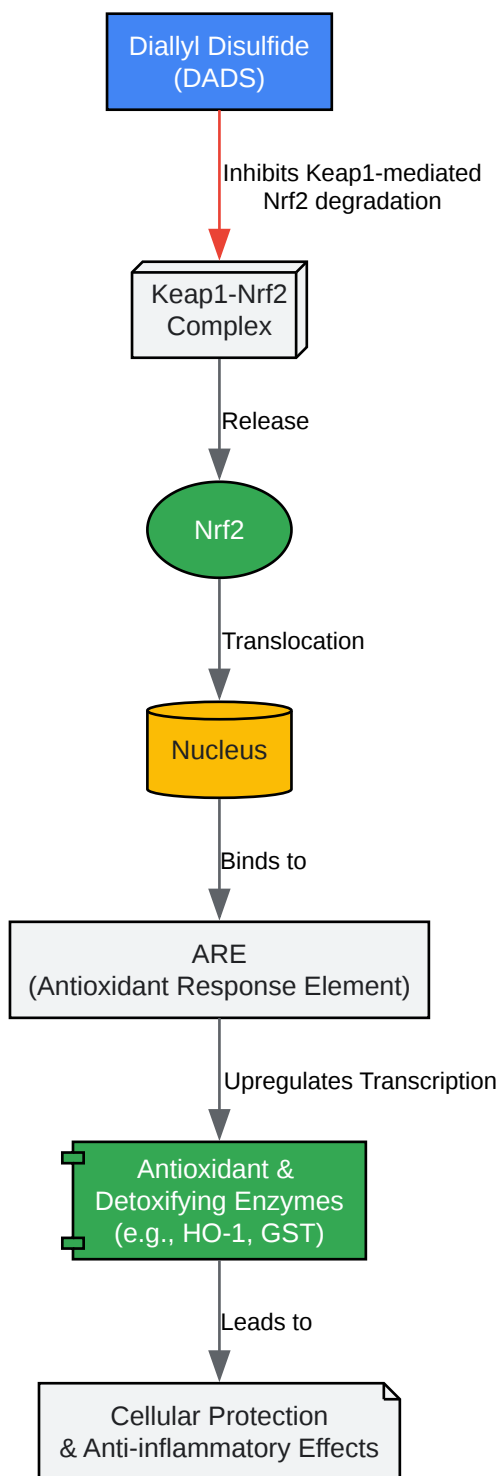 Diallyl Disulfide
(DADS)
Inhibits Keap1-mediated
Nrf2 degradation
Keap1-Nrf2
Complex
Release
Nrf2
Translocation
Nucleus
Binds to
ARE
(Antioxidant Response Element)
Upregulates Transcription
Antioxidant &
Detoxifying Enzymes
(e.g., HO-1, GST)
Leads to
Cellular Protection
& Anti-inflammatory Effects